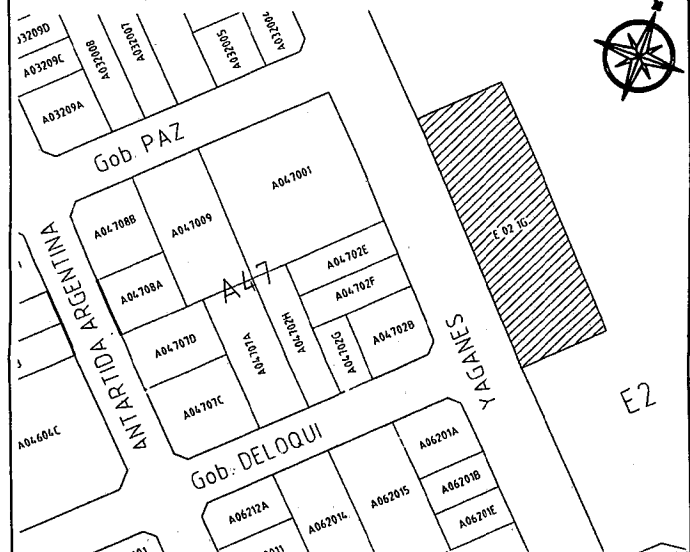 A03209C
A03209A
A032008
A032007
A032005
Gob. PAZ
A047001
A04708B
A047009
A04708A
A47
A04702E
A04702F
A04702B
A04702G
A04702H
A04707A
A04707D
A04707C
E 02 1G
ANTARTIDA ARGENTINA
YAGANES
E2
A04604C
Gob. DELOQUI
A06212A
A062014
A062015
A06201A
A06201B
A06201E